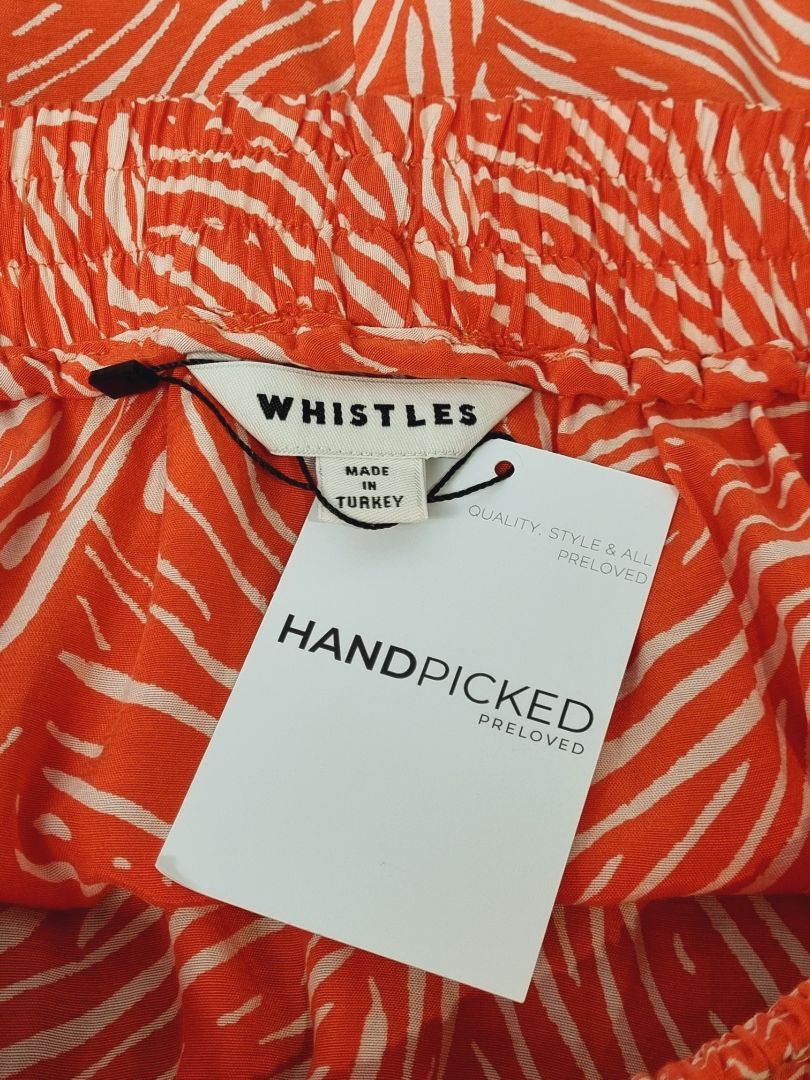 WHISTLES
MADE
IN
TURKEY
QUALITY, STYLE & ALL
PRELOVED
HANDPICKED
PRELOVED